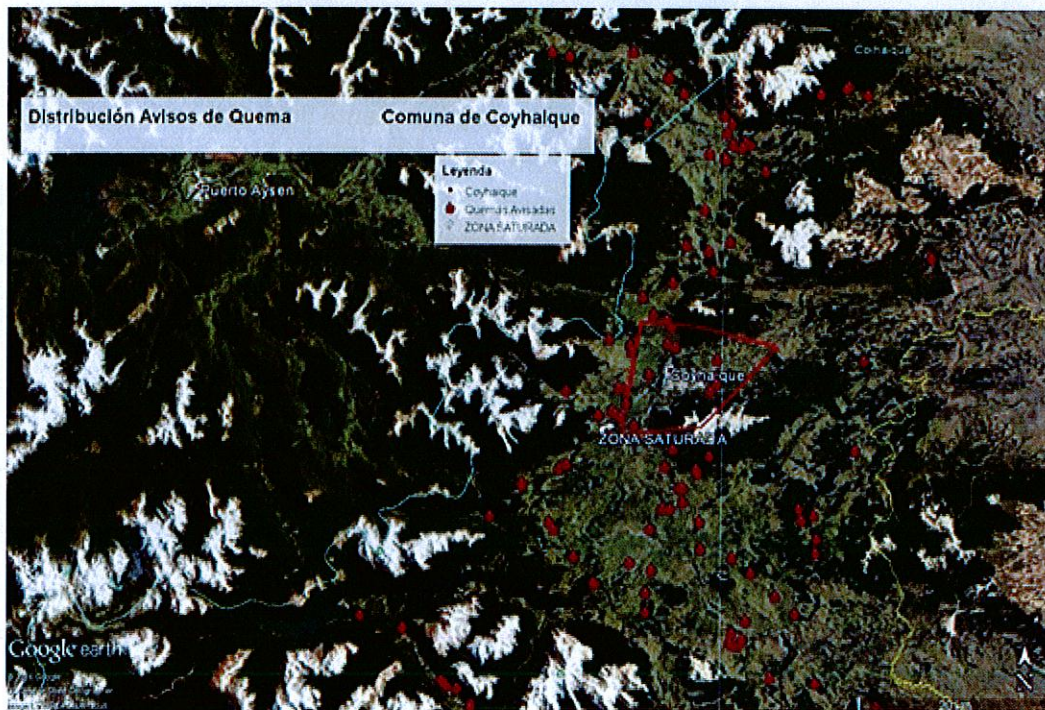 Coihaique
Distribución Avisos de Quema Comuna de Coyhaique
Leyenda
Coyhaique
Quemas Avisadas
ZONA SATURADA
Puerto Aysen
Coyhaique
ZONA SATURADA
Google earth
N